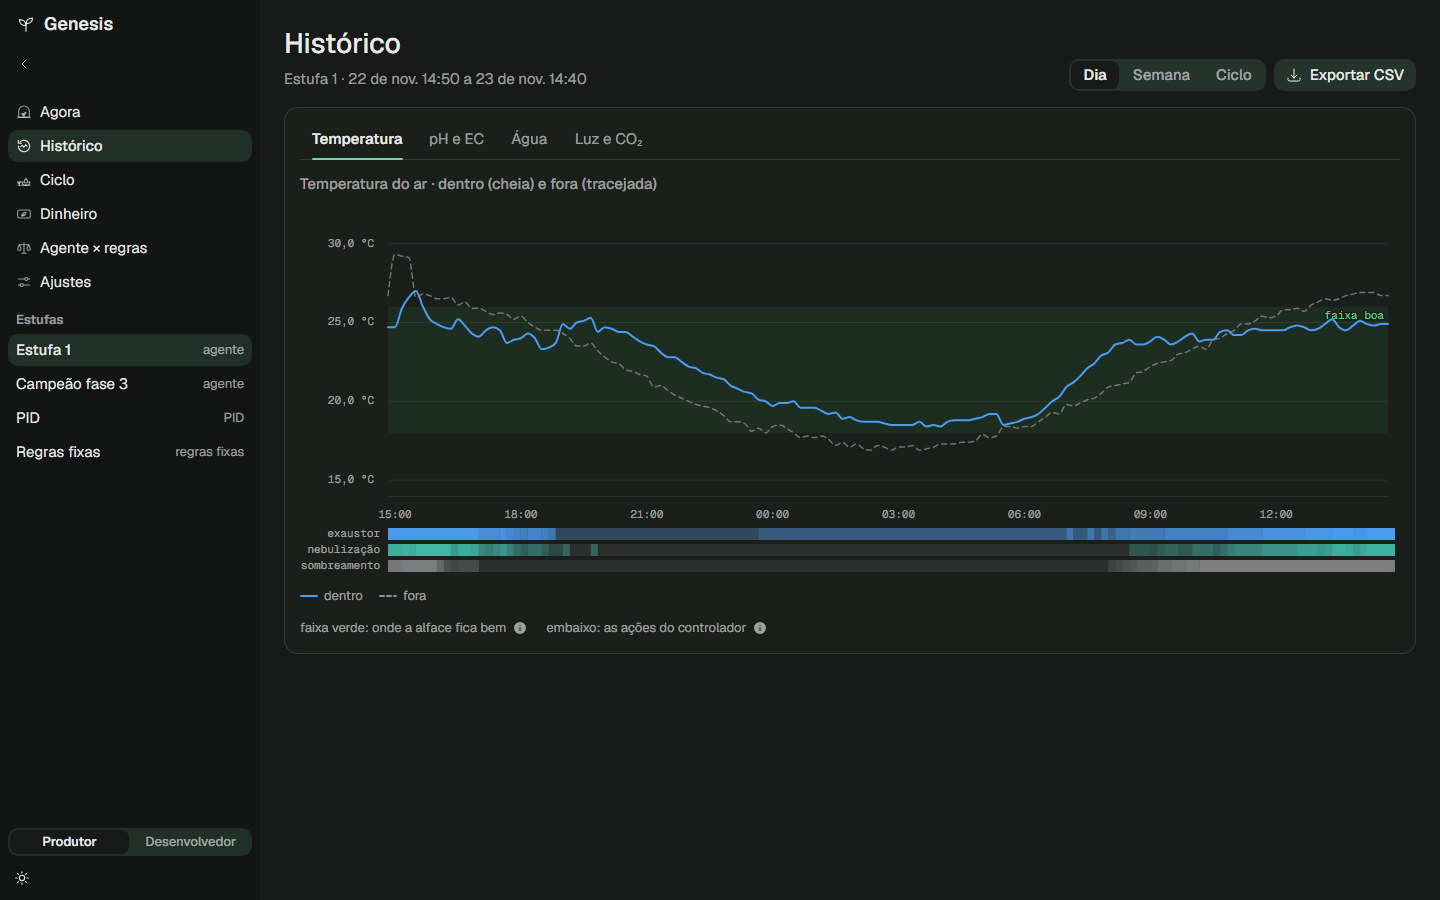 Genesis
Agora
Histórico
Ciclo
Dinheiro
Agente × regras
Ajustes
Estufas
Estufa 1 agente
Campeão fase 3 agente
PID PID
Regras fixas regras fixas
Produtor Desenvolvedor
Histórico
Estufa 1 · 22 de nov. 14:50 a 23 de nov. 14:40
Dia Semana Ciclo Exportar CSV
Temperatura pH e EC Água Luz e CO₂
Temperatura do ar · dentro (cheia) e fora (tracejada)
30,0 °C
25,0 °C
faixa boa
20,0 °C
15,0 °C
15:00 18:00 21:00 00:00 03:00 06:00 09:00 12:00
exaustor
nebulização
sombreamento
dentro fora
faixa verde: onde a alface fica bem embaixo: as ações do controlador